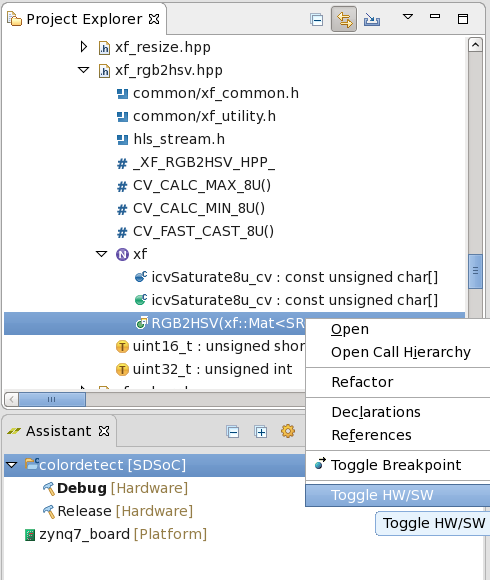 Project Explorer
xf_resize.hpp
xf_rgb2hsv.hpp
common/xf_common.h
common/xf_utility.h
hls_stream.h
_XF_RGB2HSV_HPP_
CV_CALC_MAX_8U()
CV_CALC_MIN_8U()
CV_FAST_CAST_8U()
xf
icvSaturate8u_cv : const unsigned char[]
icvSaturate8u_cv : const unsigned char[]
RGB2HSV(xf::Mat<SR
uint16_t : unsigned shor
uint32_t : unsigned int
Open
Open Call Hierarchy
Refactor
Declarations
References
Toggle Breakpoint
Toggle HW/SW
Toggle HW/SW
Assistant
colordetect [SDSoC]
Debug [Hardware]
Release [Hardware]
zynq7_board [Platform]